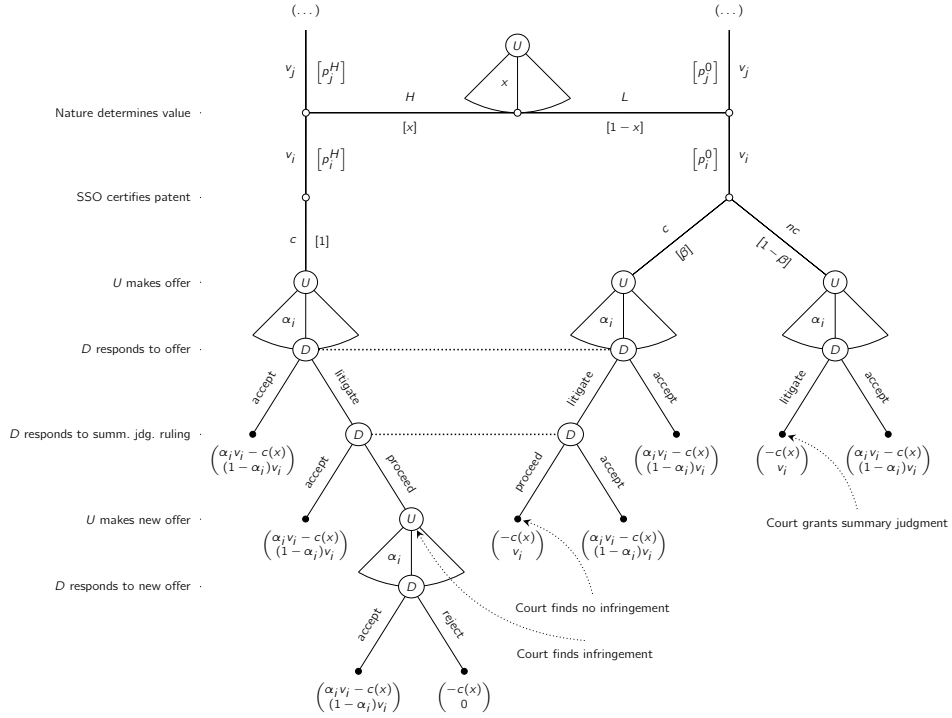 (...) (...)
U
v_j [p_j^H] x [p_j^0] v_j
H L
Nature determines value
[x] [1 − x]
v_i [p_i^H] [p_i^0] v_i
SSO certifies patent
c [1] c [β] nc [1 − β]
U makes offer U U U
α_i α_i α_i
D responds to offer D D D
accept litigate litigate accept litigate accept
D responds to summ. jdg. ruling D D
(α_i v_i − c(x)) (α_i v_i − c(x)) (−c(x)) (α_i v_i − c(x))
((1 − α_i)v_i) ((1 − α_i)v_i) (v_i) ((1 − α_i)v_i)
accept proceed proceed accept
U makes new offer U
Court grants summary judgment
(α_i v_i − c(x)) (−c(x)) (α_i v_i − c(x))
((1 − α_i)v_i) (v_i) ((1 − α_i)v_i)
α_i
D responds to new offer D
Court finds no infringement
accept reject
Court finds infringement
(α_i v_i − c(x)) (−c(x))
((1 − α_i)v_i) (0)